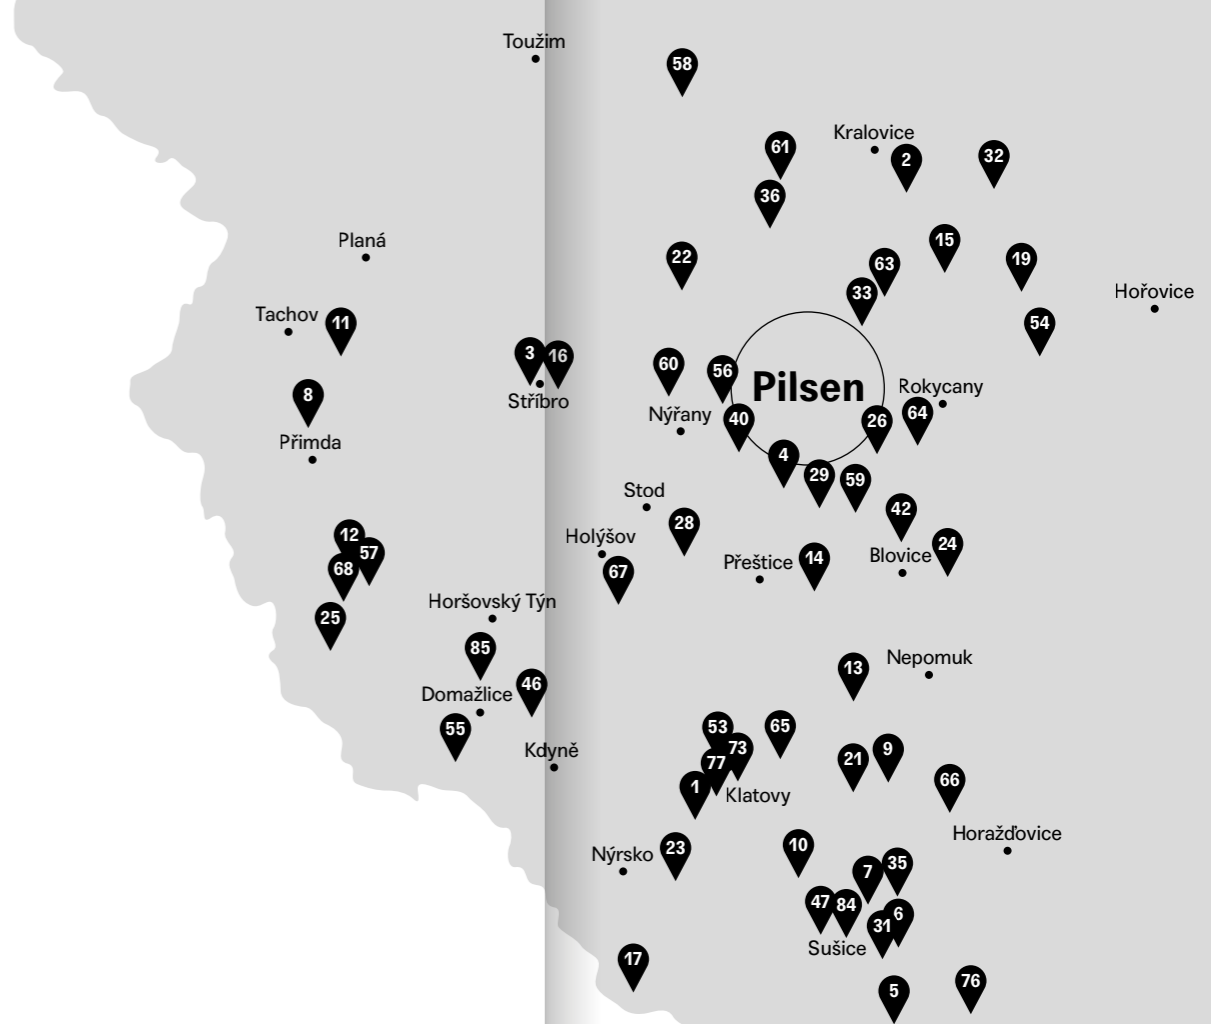 Toužim
58
Kralovice
61
2
32
36
Planá
15
22
63
19
Hořovice
33
Tachov
11
54
3
16
60
56
Pilsen
Rokycany
8
Stříbro
Nýřany
40
26
64
Přimda
4
29
59
Stod
42
28
12
Holýšov
24
57
Přeštice
14
Blovice
68
67
Horšovský Týn
25
85
13
Nepomuk
46
Domažlice
55
53
65
73
Kdyně
77
21
9
1
66
Klatovy
Horažďovice
Nýrsko
23
10
7
35
47
84
6
31
Sušice
17
5
76